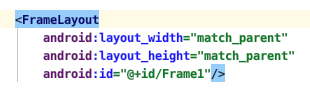 <FrameLayout
android:layout_width="match_parent"
android:layout_height="match_parent"
android:id="@+id/Frame1"/>